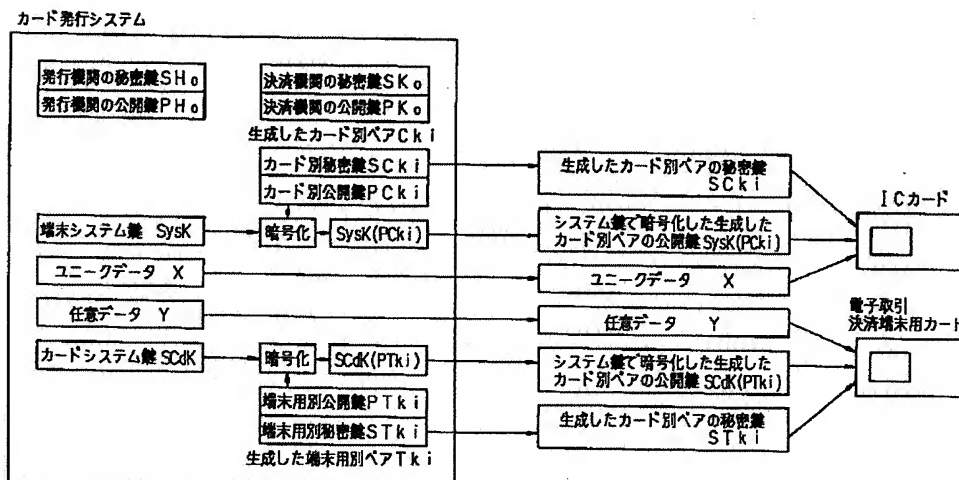 カード発行システム
発行機関の秘密鍵SHo
発行機関の公開鍵PHo
決済機関の秘密鍵SKo
決済機関の公開鍵PKo
生成したカード別ペアCki
カード別秘密鍵SCki
カード別公開鍵PCki
生成したカード別ペアの秘密鍵
SCki
ICカード
端末システム鍵 SysK
暗号化
SysK(PCki)
システム鍵で暗号化した生成した
カード別ペアの公開鍵SysK(PCki)
ユニークデータ X
ユニークデータ X
任意データ Y
任意データ Y
電子取引
決済端末用カード
カードシステム鍵 SCdK
暗号化
SCdK(PTki)
システム鍵で暗号化した生成した
カード別ペアの公開鍵SCdK(PTki)
端末用別公開鍵PTki
端末用別秘密鍵STki
生成した端末用別ペアTki
生成したカード別ペアの秘密鍵
STki